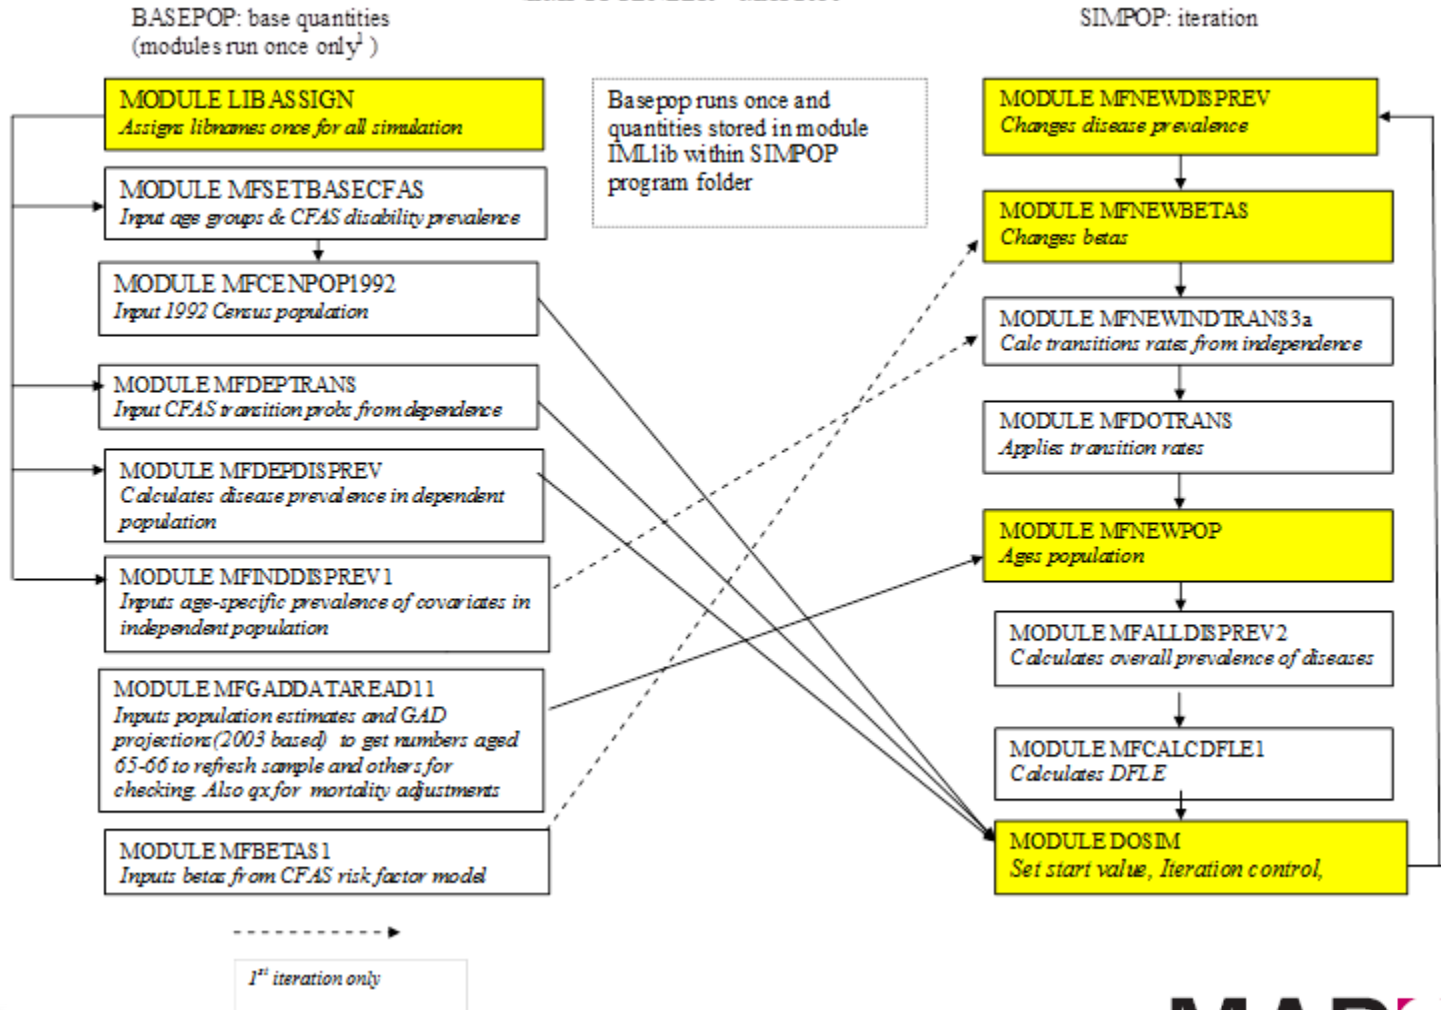 BASEPOP: base quantities
(modules run once only1 )
SIMPOP: iteration
MODULE LIBASSIGN
Assigns libnames once for all simulation
MODULE MFSETBASECFAS
Input age groups & CFAS disability prevalence
MODULE MFCENPOP1992
Input 1992 Census population
MODULE MFDEPTRANS
Input CFAS transition probs from dependence
MODULE MFDEPDISPREV
Calculates disease prevalence in dependent
population
MODULE MFINDDISPREV1
Inputs age-specific prevalence of covariates in
independent population
MODULE MFGADDATAREAD11
Inputs population estimates and GAD
projections(2003 based) to get numbers aged
65-66 to refresh sample and others for
checking. Also qx for mortality adjustments
MODULE MFBETAS1
Inputs betas from CFAS risk factor model
1st iteration only
Basepop runs once and
quantities stored in module
IMLlib within SIMPOP
program folder
MODULE MFNEWDISPREV
Changes disease prevalence
MODULE MFNEWBETAS
Changes betas
MODULE MFNEWINDTRANS3a
Calc transitions rates from independence
MODULE MFDOTRANS
Applies transition rates
MODULE MFNEWPOP
Ages population
MODULE MFALLDISPREV2
Calculates overall prevalence of diseases
MODULE MFCALCDFLE1
Calculates DFLE
MODULE DOSIM
Set start value, Iteration control,